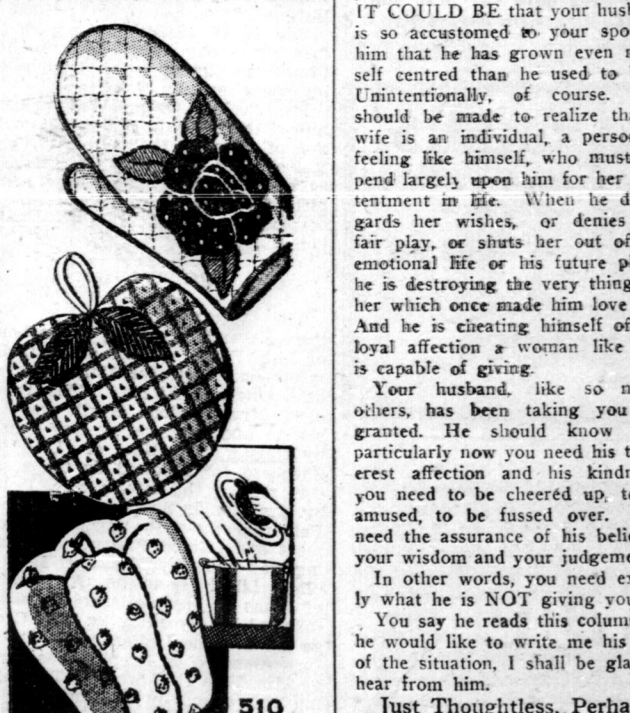 IT COULD BE that your husb
is so accustomed to your spo
him that he has grown even m
self centred than he used to
Unintentionally, of course.
should be made to realize th
wife is an individual, a perso
feeling like himself, who must
pend largely upon him for her
tentment in life. When he d
gards her wishes, or denies
fair play, or shuts her out of
emotional life or his future p
he is destroying the very thing
her which once made him love
And he is cheating himself of
loyal affection a woman like
is capable of giving.
Your husband, like so m
others, has been taking you
granted. He should know
particularly now you need his t
erest affection and his kindn
you need to be cheered up, t
amused, to be fussed over.
need the assurance of his belie
your wisdom and your judgeme
In other words, you need ex
ly what he is NOT giving you
You say he reads this colum
he would like to write me his
of the situation, I shall be gla
hear from him.
Just Thoughtless, Perha
510